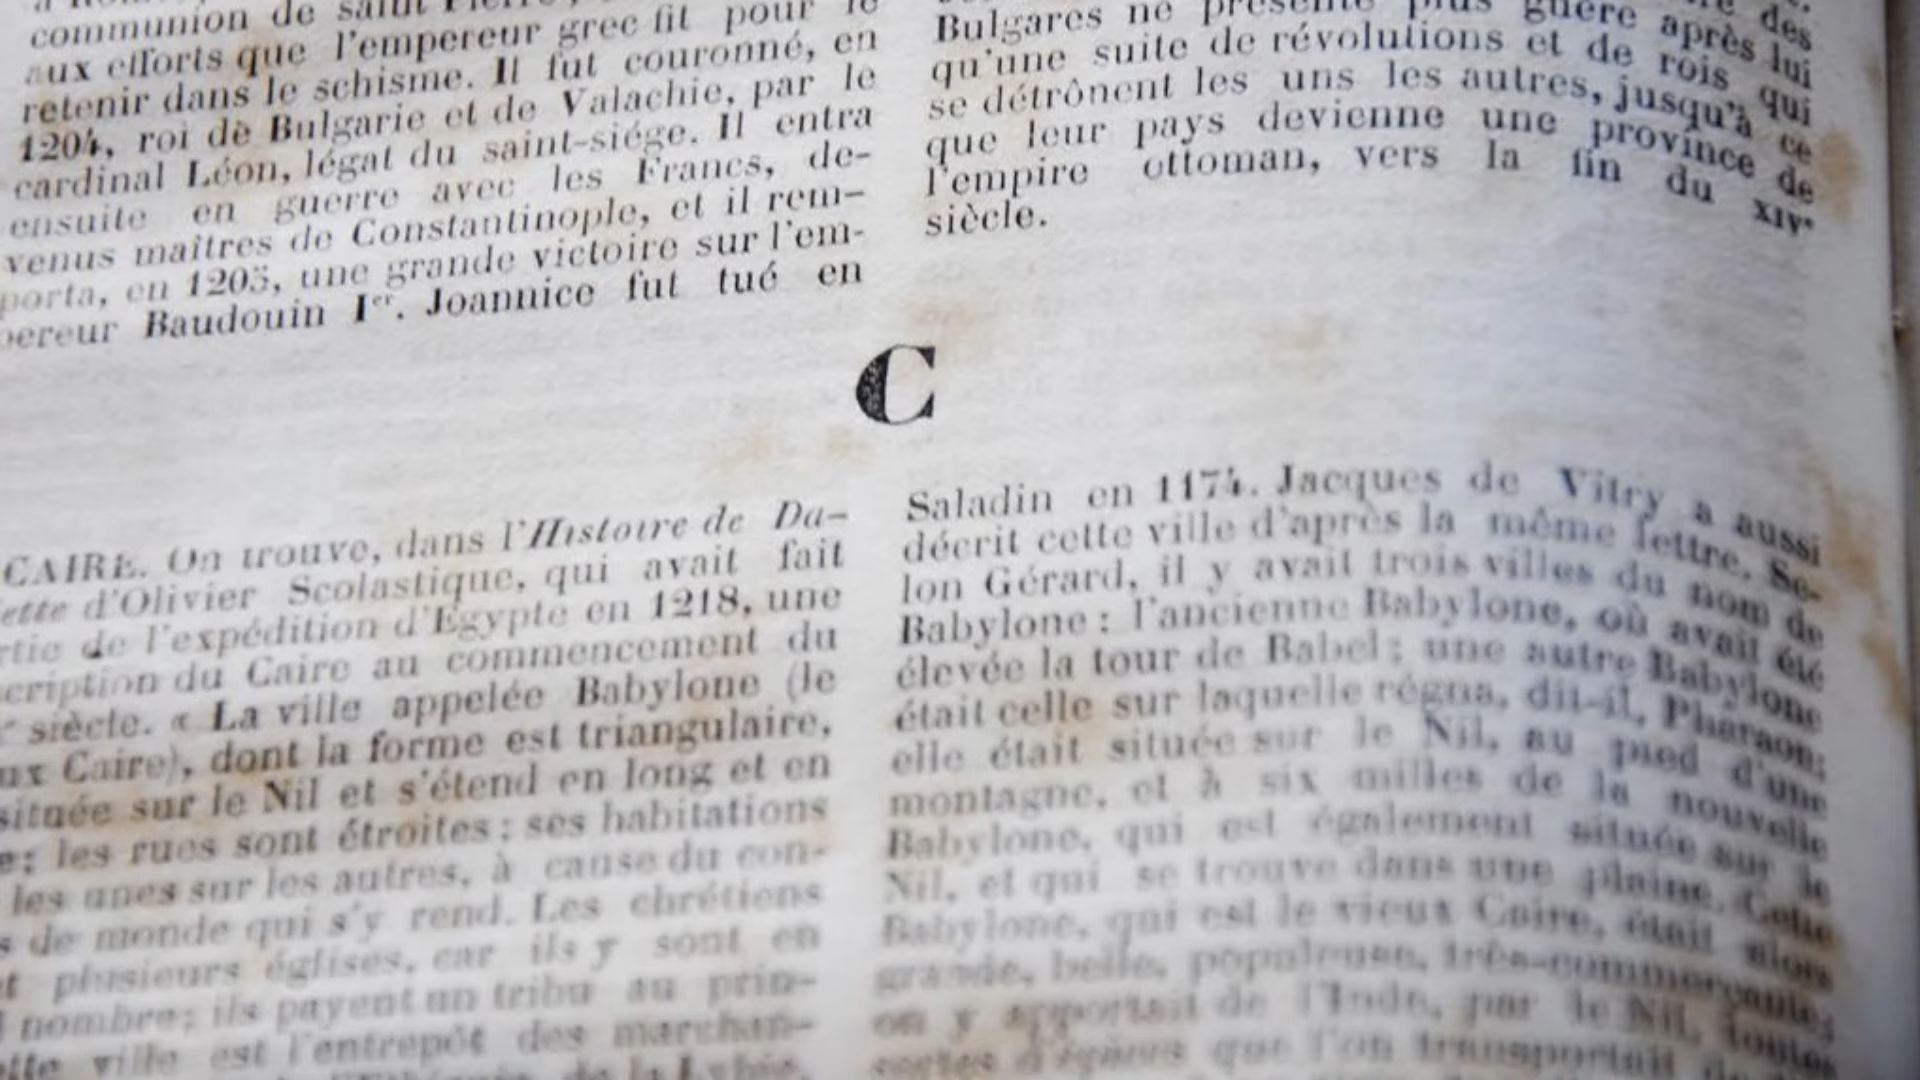 communion de saint Pierre
aux efforts que l'empereur grec fit pour le
retenir dans le schisme. Il fut couronné, en
1204, roi de Bulgarie et de Valachie, par le
cardinal Léon, légat du saint-siége. Il entra
ensuite en guerre avec les Francs, de-
venus maîtres de Constantinople, et il rem-
porta, en 1205, une grande victoire sur l'em-
pereur Baudouin Ier. Joannice fut tué en
des
Bulgares ne présente plus guère après lui
qu'une suite de révolutions et de rois qui
se détrônent les uns les autres, jusqu'à ce
que leur pays devienne une province de
l'empire ottoman, vers la fin du XIVe
siècle.
C
CAIRE. On trouve, dans l'Histoire de Da-
ette d'Olivier Scolastique, qui avait fait
rtie de l'expédition d'Égypte en 1218, une
cription du Caire au commencement du
siècle. « La ville appelée Babylone (le
ux Caire), dont la forme est triangulaire,
située sur le Nil et s'étend en long et en
e; les rues sont étroites; ses habitations
les unes sur les autres, à cause du con-
s de monde qui s'y rend. Les chrétiens
t plusieurs églises, car ils y sont en
nombre; ils payent un tribu au prin-
tte ville est l'entrepôt des marchan-
de la Lybie,
Saladin en 1174. Jacques de Vitry a aussi
décrit cette ville d'après la même lettre. Se-
lon Gérard, il y avait trois villes du nom de
Babylone : l'ancienne Babylone, où avait été
élevée la tour de Babel; une autre Babylone
était celle sur laquelle régna, dit-il, Pharaon;
elle était située sur le Nil, au pied d'une
montagne, et à six milles de la nouvelle
Babylone, qui est également située sur le
Nil, et qui se trouve dans une plaine. Cette
Babylone, qui est le vieux Caire, était alors
grande, belle, populeuse, très-commerçante;
on y apportait de l'Inde, par le Nil, toutes
sortes d'épices que l'on transportait de